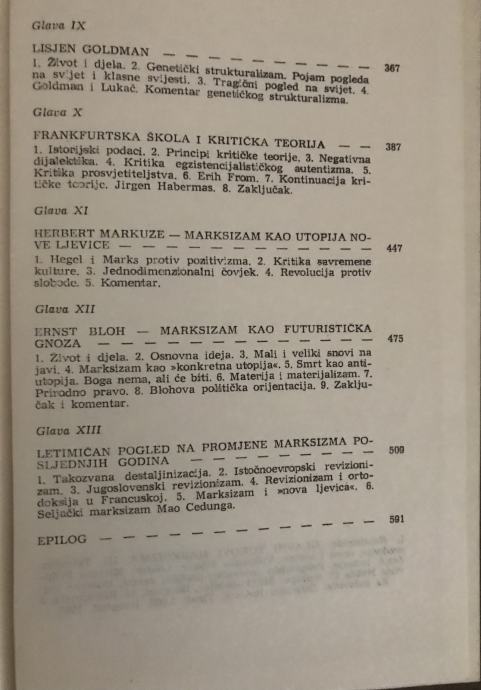 Glava IX
LISJEN GOLDMAN — — — — — — — — — 367
1. Život i djela. 2. Genetički strukturalizam. Pojam pogleda
na svijet i klasne svijesti. 3. Tragični pogled na svijet. 4.
Goldman i Lukač. Komentar genetičkog strukturalizma.
Glava X
FRANKFURTSKA ŠKOLA I KRITIČKA TEORIJA — — 387
1. Istorijski podaci. 2. Principi kritičke teorije. 3. Negativna
dijalektika. 4. Kritika egzistencijalističkog autentizma. 5.
Kritika prosvjetiteljstva. 6. Erih From. 7. Kontinuacija kri-
tičke teorije. Jirgen Habermas. 8. Zaključak.
Glava XI
HERBERT MARKUZE — MARKSIZAM KAO UTOPIJA NO-
VE LJEVICE — — — — — — — — — — — 447
1. Hegel i Marks protiv pozitivizma. 2. Kritika savremene
kulture. 3. Jednodimenzionalni čovjek. 4. Revolucija protiv
slobode. 5. Komentar.
Glava XII
ERNST BLOH — MARKSIZAM KAO FUTURISTIČKA
GNOZA — — — — — — — — — — — — 475
1. Život i djela. 2. Osnovna ideja. 3. Mali i veliki snovi na
javi. 4. Marksizam kao »konkretna utopija«. 5. Smrt kao anti-
utopija. Boga nema, ali će biti. 6. Materija i materijalizam. 7.
Prirodno pravo. 8. Blohova politička orijentacija. 9. Zaklju-
čak i komentar.
Glava XIII
LETIMIČAN POGLED NA PROMJENE MARKSIZMA PO-
SLJEDNJIH GODINA — — — — — — — — 509
1. Takozvana destaljinizacija. 2. Istočnoevropski revizioni-
zam. 3. Jugoslovenski revizionizam. 4. Revizionizam i orto-
doksija u Francuskoj. 5. Marksizam i »nova ljevica«. 6.
Seljački marksizam Mao Cedunga.
EPILOG — — — — — — — — — — — — 591